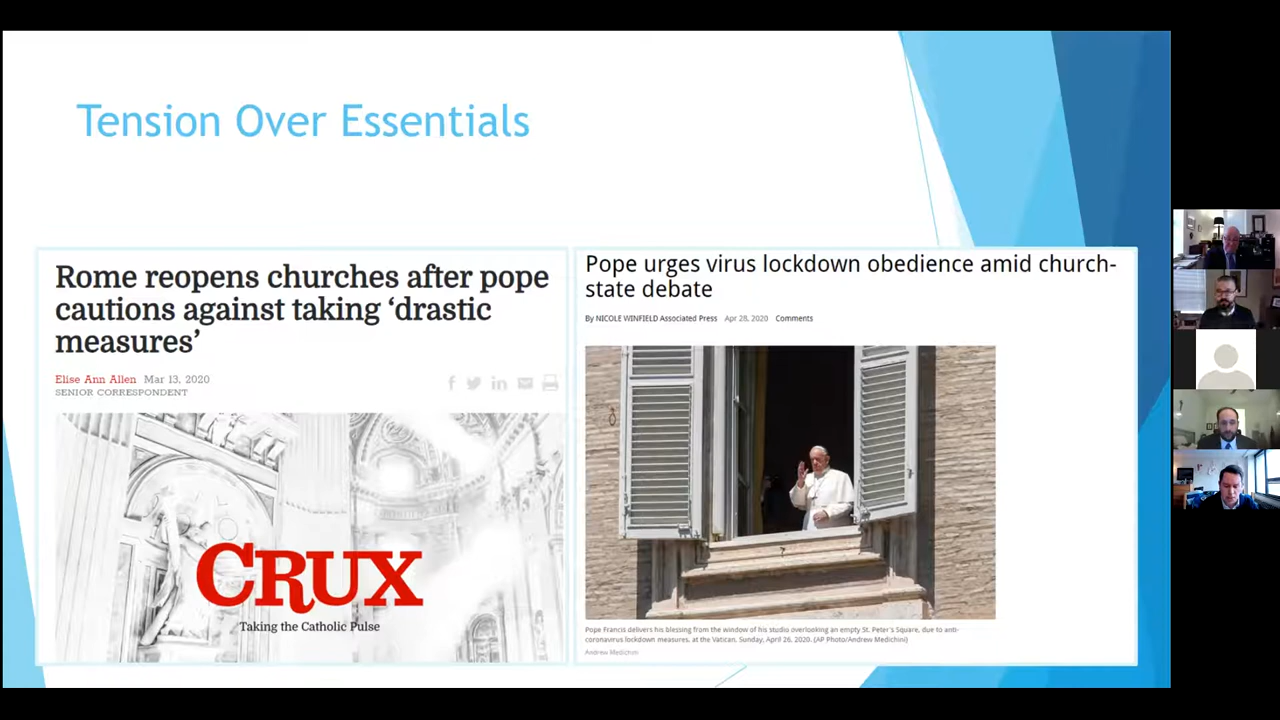 Tension Over Essentials
Rome reopens churches after pope
cautions against taking ‘drastic
measures’
Elise Ann Allen Mar 13, 2020
SENIOR CORRESPONDENT
CRUX
Taking the Catholic Pulse
Pope urges virus lockdown obedience amid church-
state debate
By NICOLE WINFIELD Associated Press Apr 28, 2020 Comments
Pope Francis delivers his blessing from the window of his studio overlooking an empty St. Peter's Square, due to anti-
coronavirus lockdown measures, at the Vatican, Sunday, April 26, 2020. (AP Photo/Andrew Medichini)
Andrew Medichini